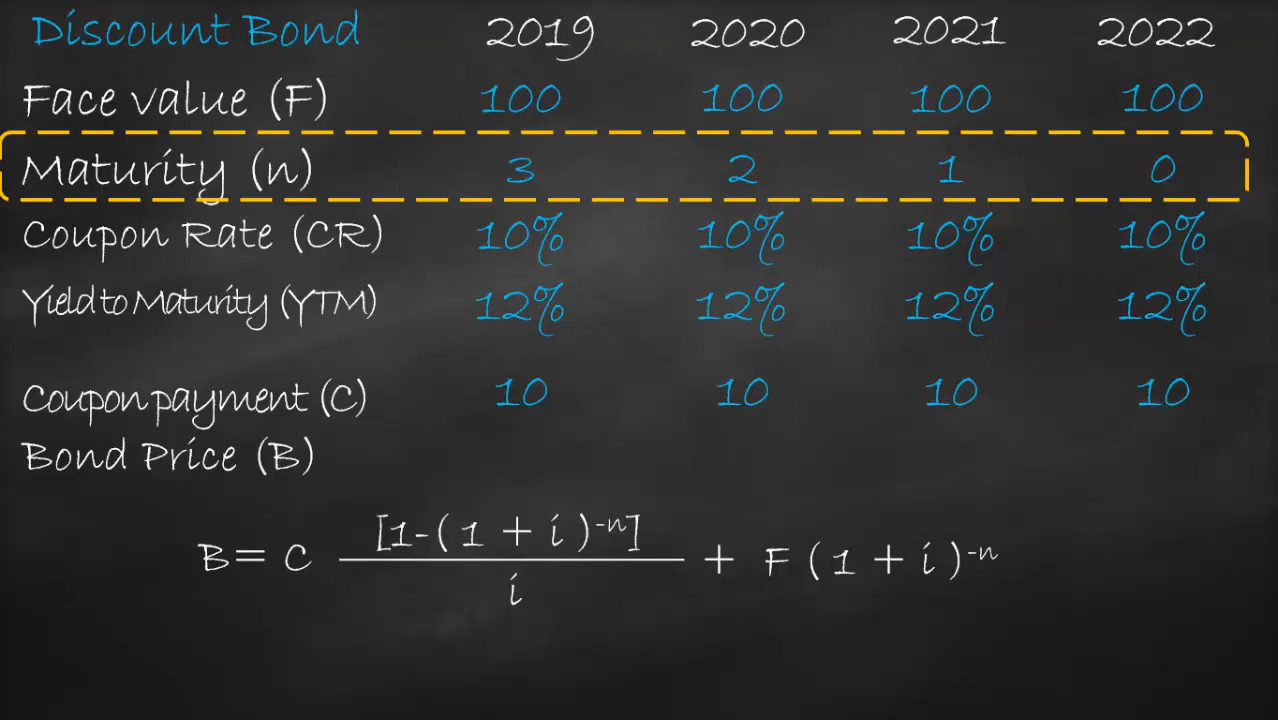 Discount Bond 2019 2020 2021 2022
Face value (F) 100 100 100 100
Maturity (n) 3 2 1 0
Coupon Rate (CR) 10% 10% 10% 10%
Yield to Maturity (YTM) 12% 12% 12% 12%
Coupon payment (C) 10 10 10 10
Bond Price (B)
B= C [1-(1 + i)-n] / i + F (1 + i)-n